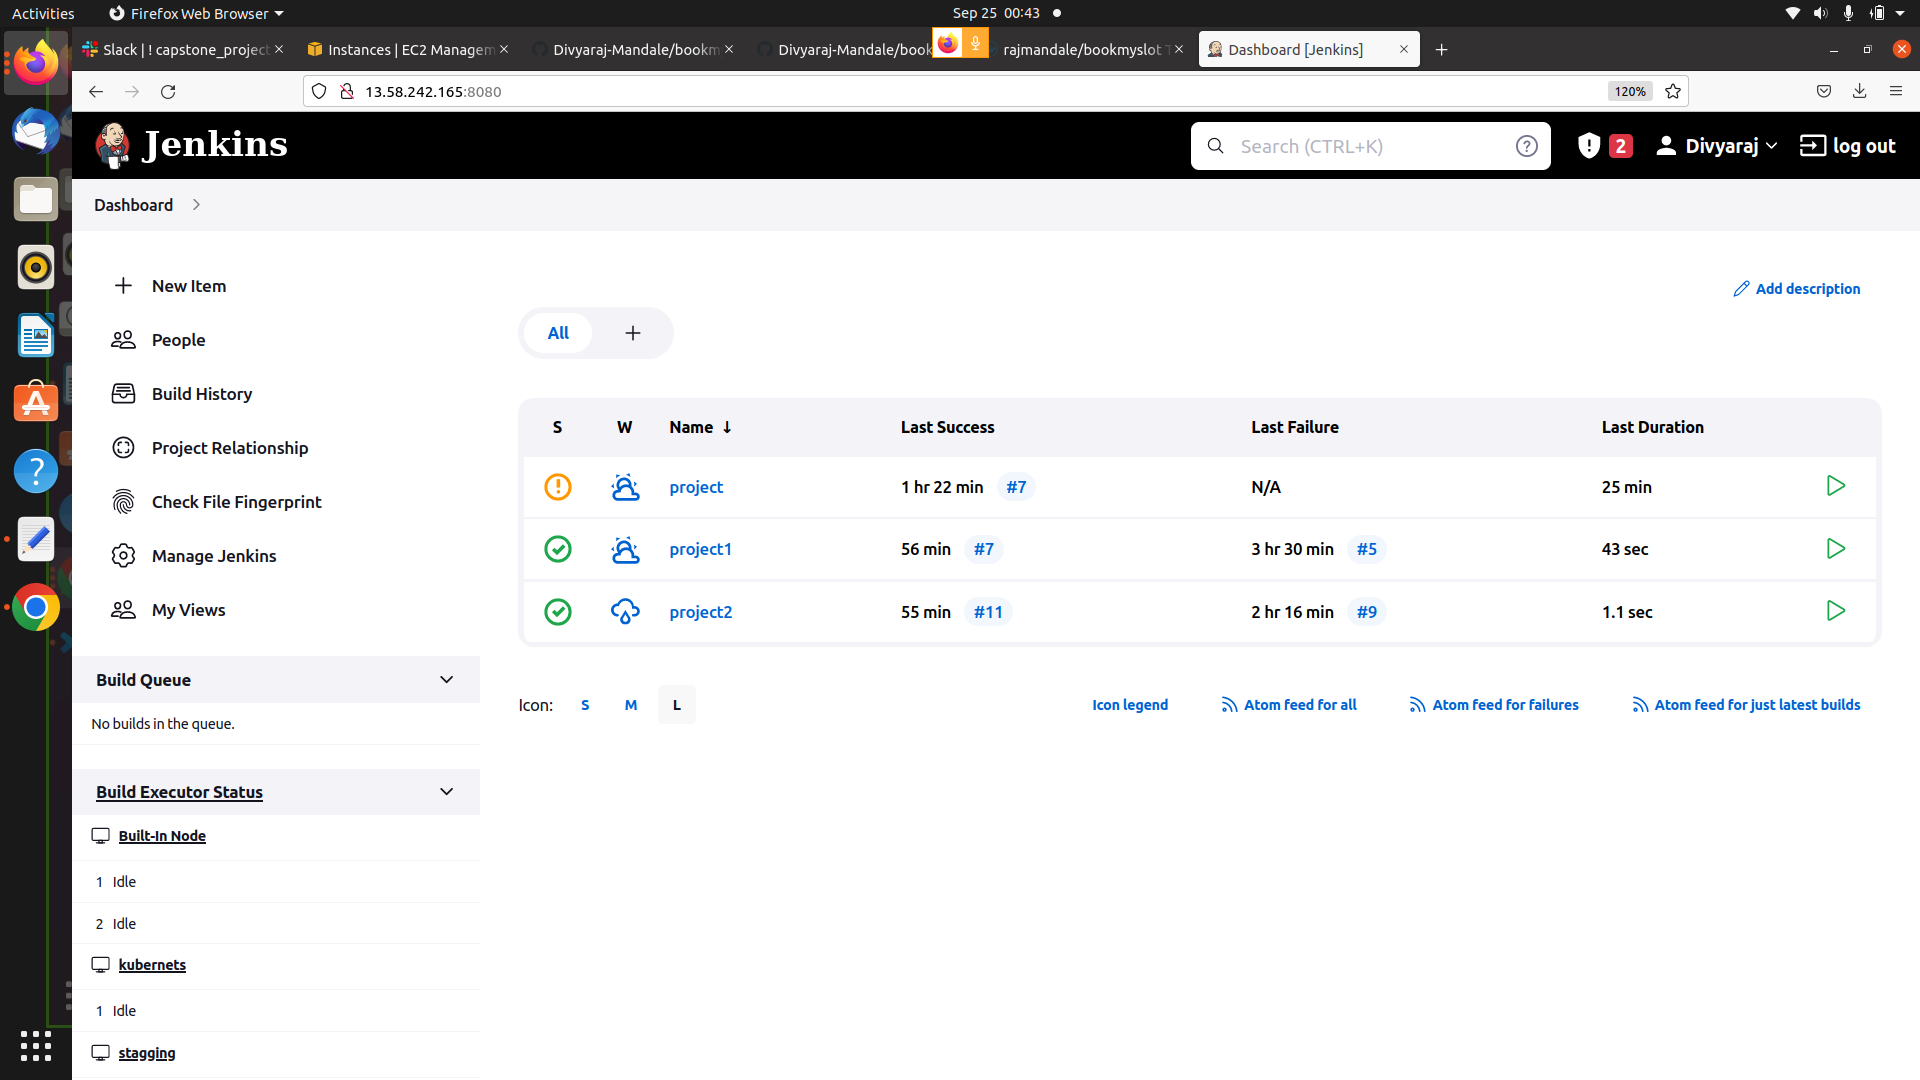 Activities Firefox Web Browser Sep 25 00:43
Slack | ! capstone_project Instances | EC2 Managem Divyaraj-Mandale/bookm Divyaraj-Mandale/book rajmandale/bookmyslot T Dashboard [Jenkins]
13.58.242.165:8080 120%
Jenkins Search (CTRL+K) 2 Divyaraj log out
Dashboard
New Item
Add description
People
All +
Build History
Project Relationship
Check File Fingerprint
Manage Jenkins
My Views
S W Name ↓ Last Success Last Failure Last Duration
project 1 hr 22 min #7 N/A 25 min
project1 56 min #7 3 hr 30 min #5 43 sec
project2 55 min #11 2 hr 16 min #9 1.1 sec
Icon: S M L Icon legend Atom feed for all Atom feed for failures Atom feed for just latest builds
Build Queue
No builds in the queue.
Build Executor Status
Built-In Node
1 Idle
2 Idle
kubernets
1 Idle
stagging